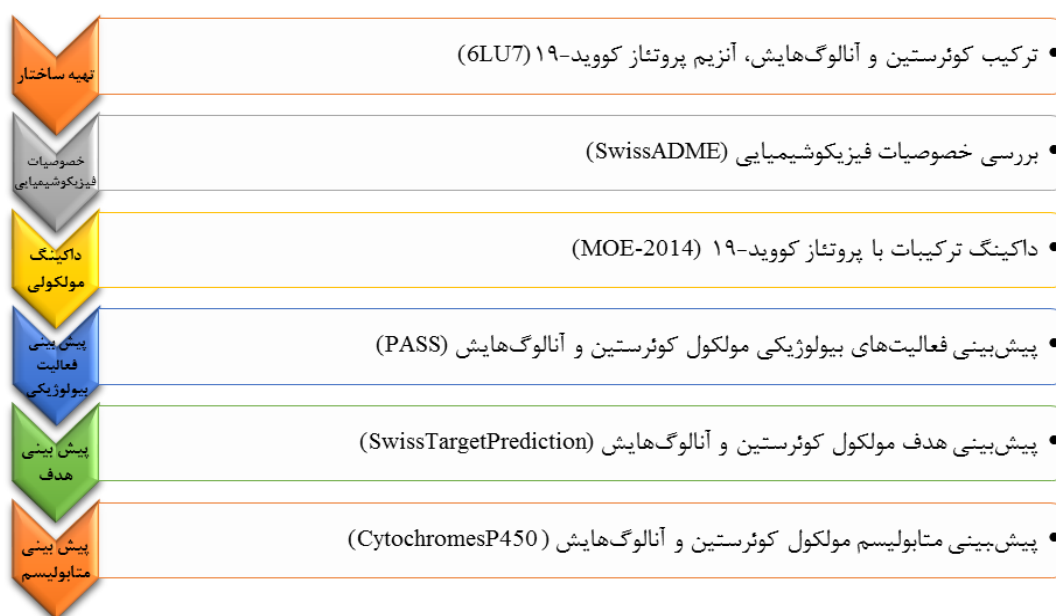 تهیه ساختار
• ترکیب کوئرستین و آنالوگ‌هایش، آنزیم پروتئاز کووید-۱۹(6LU7)
خصوصیات
فیزیکوشیمیایی
• بررسی خصوصیات فیزیکوشیمیایی (SwissADME)
داکینگ
مولکولی
• داکینگ ترکیبات با پروتئاز کووید-۱۹ (MOE-2014)
پیش بینی
فعالیت
بیولوژیکی
• پیش‌بینی فعالیت‌های بیولوژیکی مولکول کوئرستین و آنالوگ‌هایش (PASS)
پیش بینی
هدف
• پیش‌بینی هدف مولکول کوئرستین و آنالوگ‌هایش (SwissTargetPrediction)
پیش بینی
متابولیسم
• پیش‌بینی متابولیسم مولکول کوئرستین و آنالوگ‌هایش (CytochromesP450)